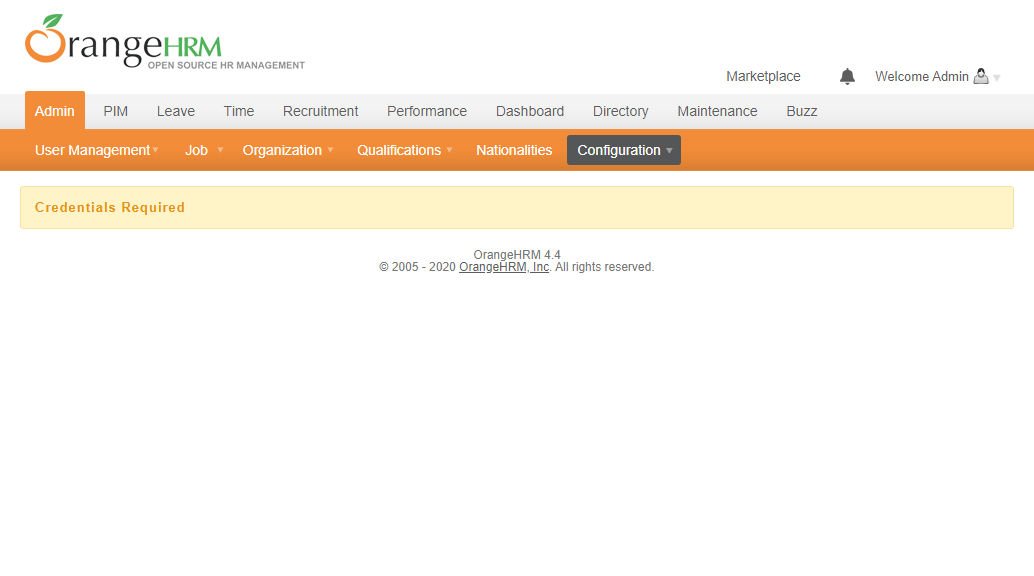 OrangeHRM
OPEN SOURCE HR MANAGEMENT
Marketplace Welcome Admin
Admin PIM Leave Time Recruitment Performance Dashboard Directory Maintenance Buzz
User Management Job Organization Qualifications Nationalities Configuration
Credentials Required
OrangeHRM 4.4
© 2005 - 2020 OrangeHRM, Inc. All rights reserved.